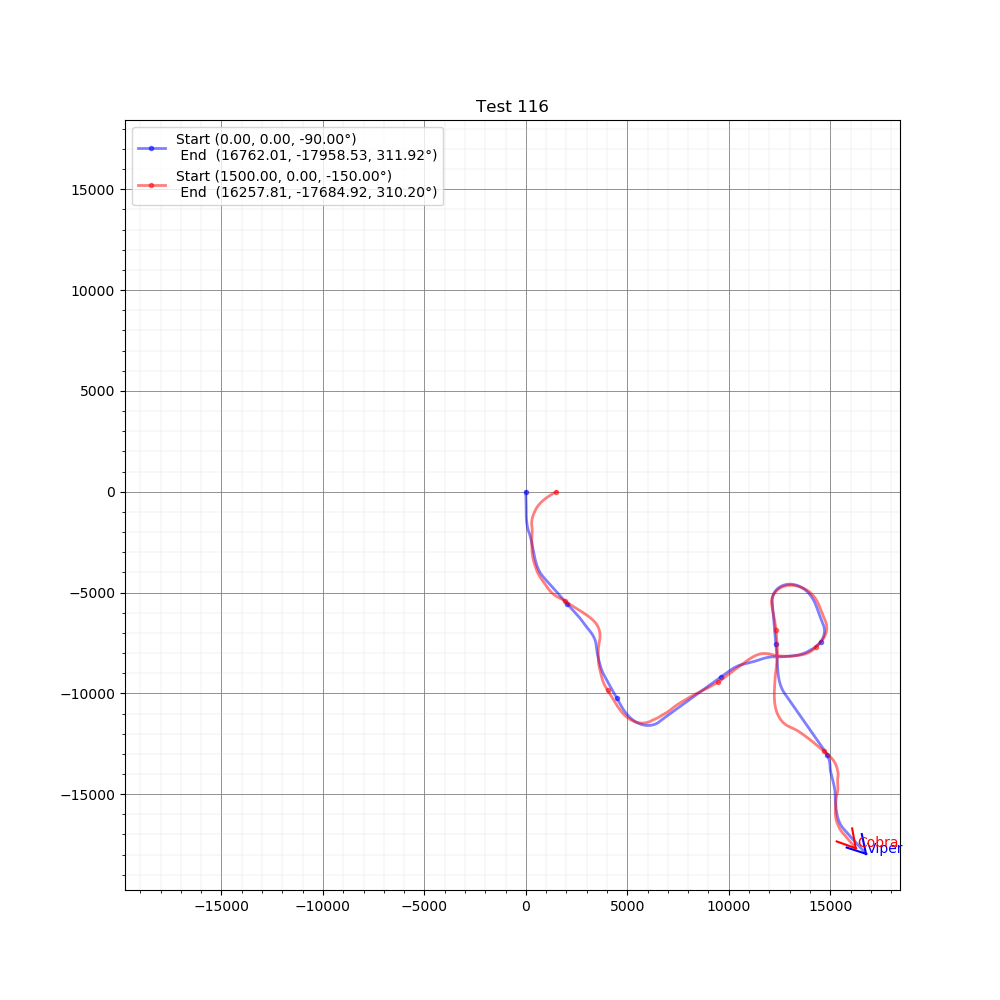 Test 116
Start (0.00, 0.00, -90.00°)
End (16762.01, -17958.53, 311.92°)
Start (1500.00, 0.00, -150.00°)
End (16257.81, -17684.92, 310.20°)
15000
10000
5000
0
−5000
−10000
−15000
Cobra
Viper
−15000 −10000 −5000 0 5000 10000 15000